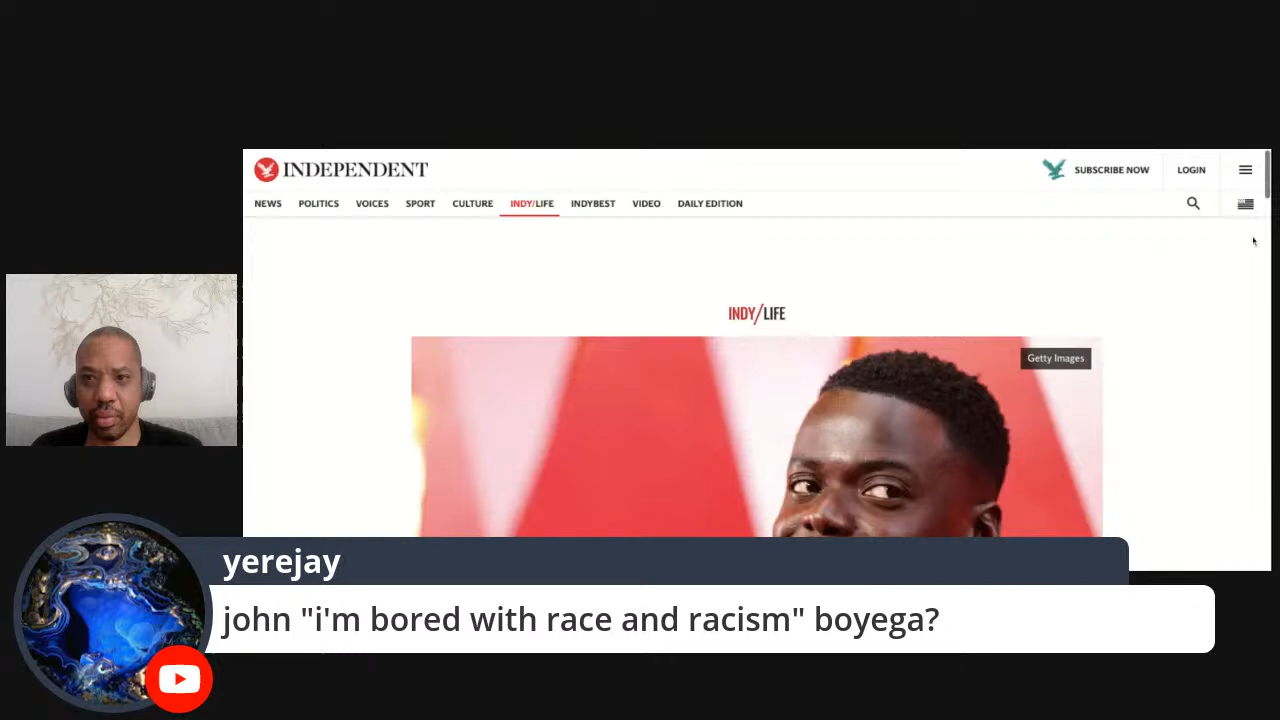 INDEPENDENT
SUBSCRIBE NOW
LOGIN
NEWS POLITICS VOICES SPORT CULTURE INDY/LIFE INDYBEST VIDEO DAILY EDITION
INDY/LIFE
Getty Images
yerejay
john "i'm bored with race and racism" boyega?